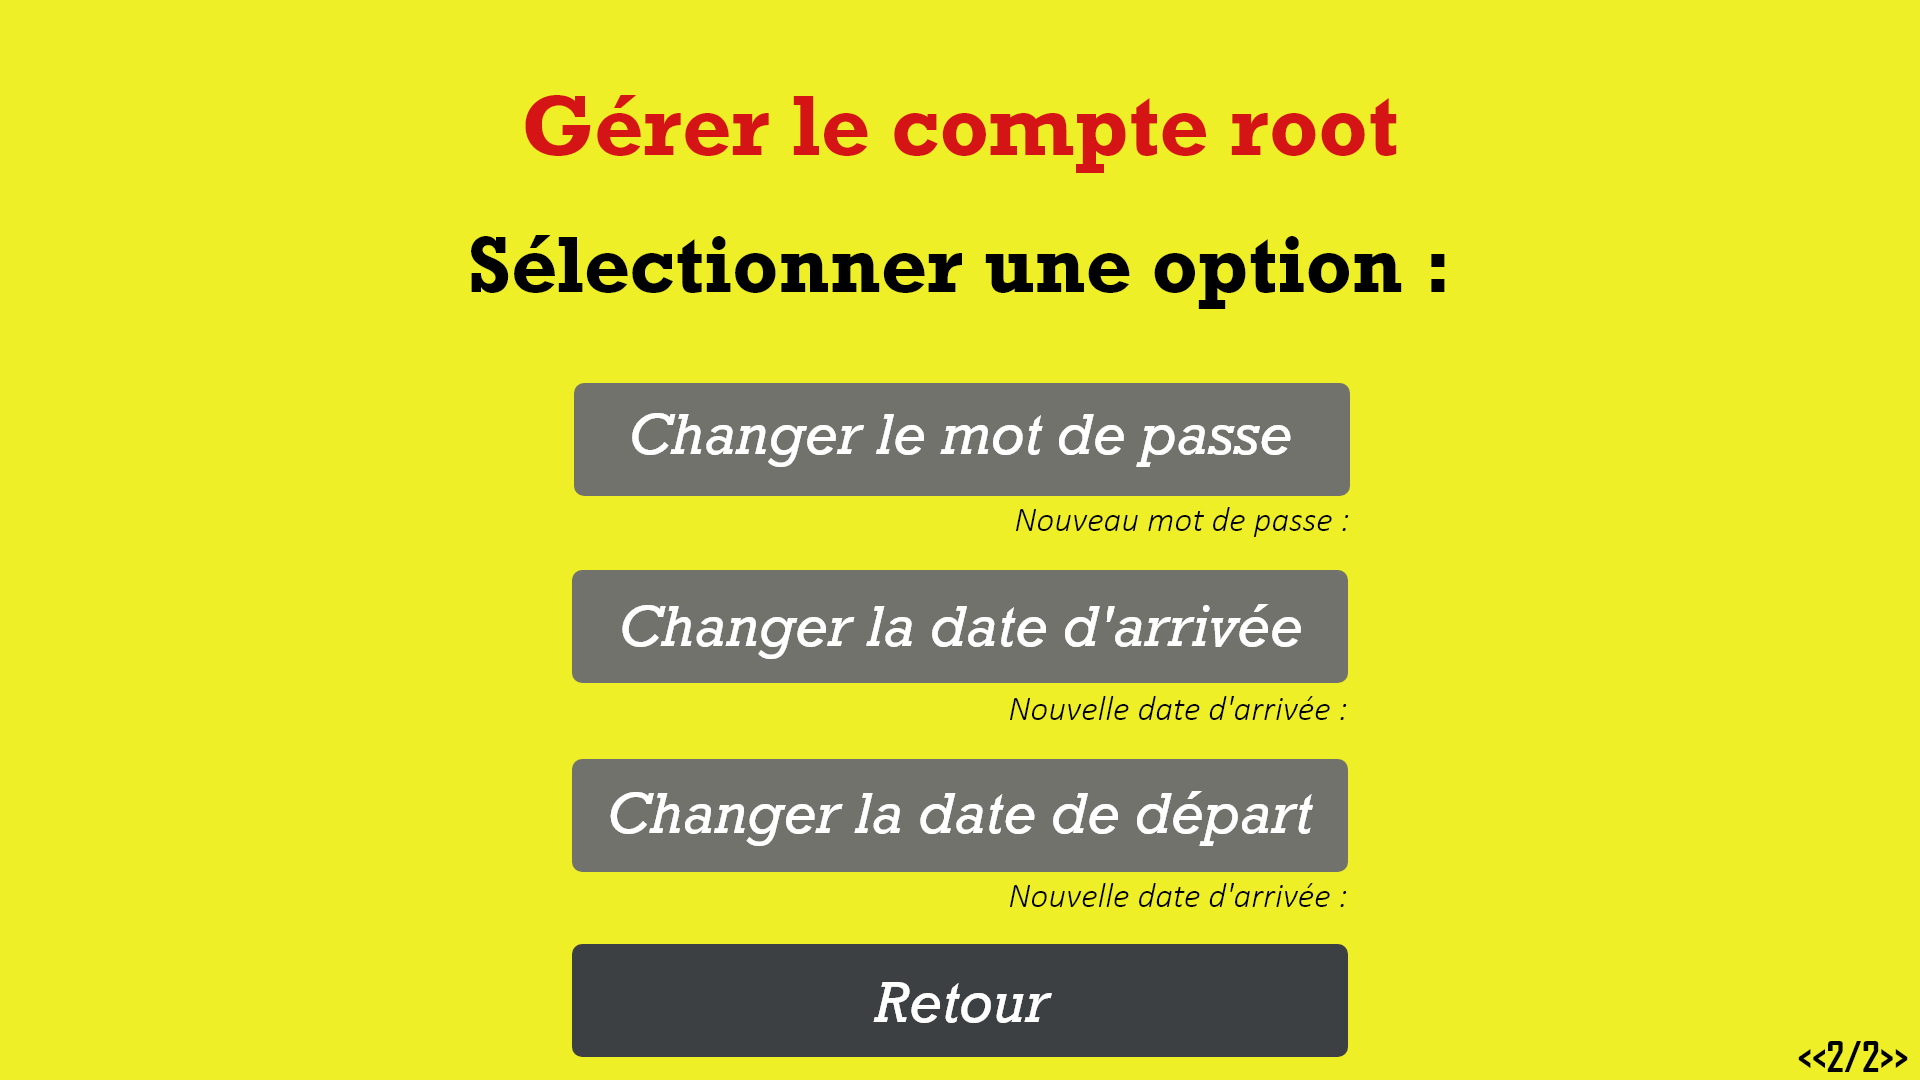 Gérer le compte root
Sélectionner une option :
Changer le mot de passe
Nouveau mot de passe :
Changer la date d'arrivée
Nouvelle date d'arrivée :
Changer la date de départ
Nouvelle date d'arrivée :
Retour
<<2/2>>